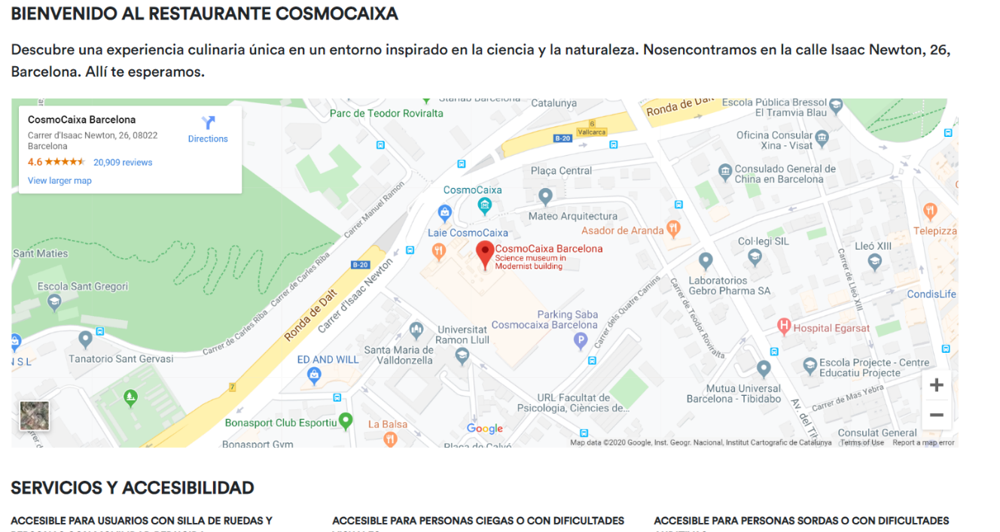 BIENVENIDO AL RESTAURANTE COSMOCAIXA
Descubre una experiencia culinaria única en un entorno inspirado en la ciencia y la naturaleza. Nosencontramos en la calle Isaac Newton, 26,
Barcelona. Allí te esperamos.
CosmoCaixa Barcelona
Directions
Carrer d'Isaac Newton, 26, 08022
Barcelona
4.6
20,909 reviews
View larger map
Parc de Teodor Roviralta
Catalunya
Ronda de Dalt
Escola Pública Bressol
El Tramvia Blau
6
Vallcarca
B-20
Oficina Consular
Xina - Visat
Plaça Central
Consulado General de
China en Barcelona
Carrer Manuel Ramon
CosmoCaixa
Mateo Arquitectura
Laie CosmoCaixa
Asador de Aranda
Telepizza
CosmoCaixa Barcelona
Science museum in
Modernist building
Col·legi SIL
Lleó XIII
Sant Maties
B-20
Carrer de Carles Riba
Carrer de Carles Riba
Escola Sant Gregori
Ronda de Dalt
Carrer d'Isaac Newton
Laboratorios
Gebro Pharma SA
Carrer de Lleó XIII
CondisLife
Carrer dels Quatre Camins
Carrer de Teodor Roviralta
Parking Saba
Cosmocaixa Barcelona
P
Universitat
Ramon Llull
H
Hospital Egarsat
Tanatorio Sant Gervasi
N S L
ED AND WILL
Santa Maria de
Valldonzella
Escola Projecte - Centre
Educatiu Projecte
7
URL Facultat de
Psicologia, Ciències de...
Mutua Universal
Barcelona - Tibidabo
Carrer de Mas Yebra
+
−
Bonasport Club Esportiu
La Balsa
Google
Consulat General
Bonasport Gym
Plaça de Calvó
Map data ©2020 Google, Inst. Geogr. Nacional, Institut Cartografic de Catalunya
Terms of Use
Report a map error
SERVICIOS Y ACCESIBILIDAD
ACCESIBLE PARA USUARIOS CON SILLA DE RUEDAS Y
ACCESIBLE PARA PERSONAS CIEGAS O CON DIFICULTADES
ACCESIBLE PARA PERSONAS SORDAS O CON DIFICULTADES